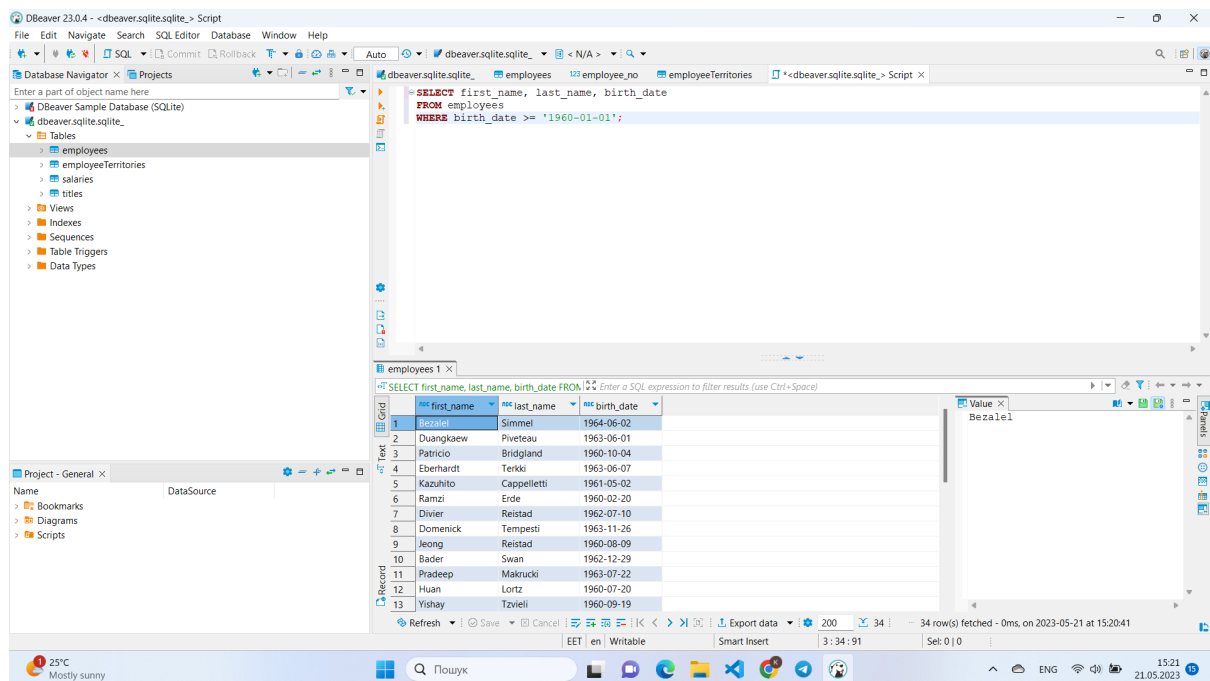 DBeaver 23.0.4 - <dbeaver.sqlite.sqlite_> Script
File Edit Navigate Search SQL Editor Database Window Help
SQL Commit Rollback Auto dbeaver.sqlite.sqlite_ < N/A >
Database Navigator Projects
Enter a part of object name here
DBeaver Sample Database (SQLite)
dbeaver.sqlite.sqlite_
Tables
employees
employeeTerritories
salaries
titles
Views
Indexes
Sequences
Table Triggers
Data Types
Project - General
Name DataSource
Bookmarks
Diagrams
Scripts
dbeaver.sqlite.sqlite_ employees 123 employee_no employeeTerritories *<dbeaver.sqlite.sqlite_> Script
SELECT first_name, last_name, birth_date
FROM employees
WHERE birth_date >= '1960-01-01';
employees 1
SELECT first_name, last_name, birth_date FROM Enter a SQL expression to filter results (use Ctrl+Space)
Grid
Text
Record
ABC first_name ABC last_name ABC birth_date
1 Bezalel Simmel 1964-06-02
2 Duangkaew Piveteau 1963-06-01
3 Patricio Bridgland 1960-10-04
4 Eberhardt Terkki 1963-06-07
5 Kazuhito Cappelletti 1961-05-02
6 Ramzi Erde 1960-02-20
7 Divier Reistad 1962-07-10
8 Domenick Tempesti 1963-11-26
9 Jeong Reistad 1960-08-09
10 Bader Swan 1962-12-29
11 Pradeep Makrucki 1963-07-22
12 Huan Lortz 1960-07-20
13 Yishay Tzvieli 1960-09-19
Value
Bezalel
Panels
Refresh Save Cancel Export data 200 34 34 row(s) fetched - 0ms, on 2023-05-21 at 15:20:41
EET en Writable Smart Insert 3 : 34 : 91 Sel: 0 | 0
1 25°C
Mostly sunny
Пошук
K
ENG
15:21
21.05.2023
15